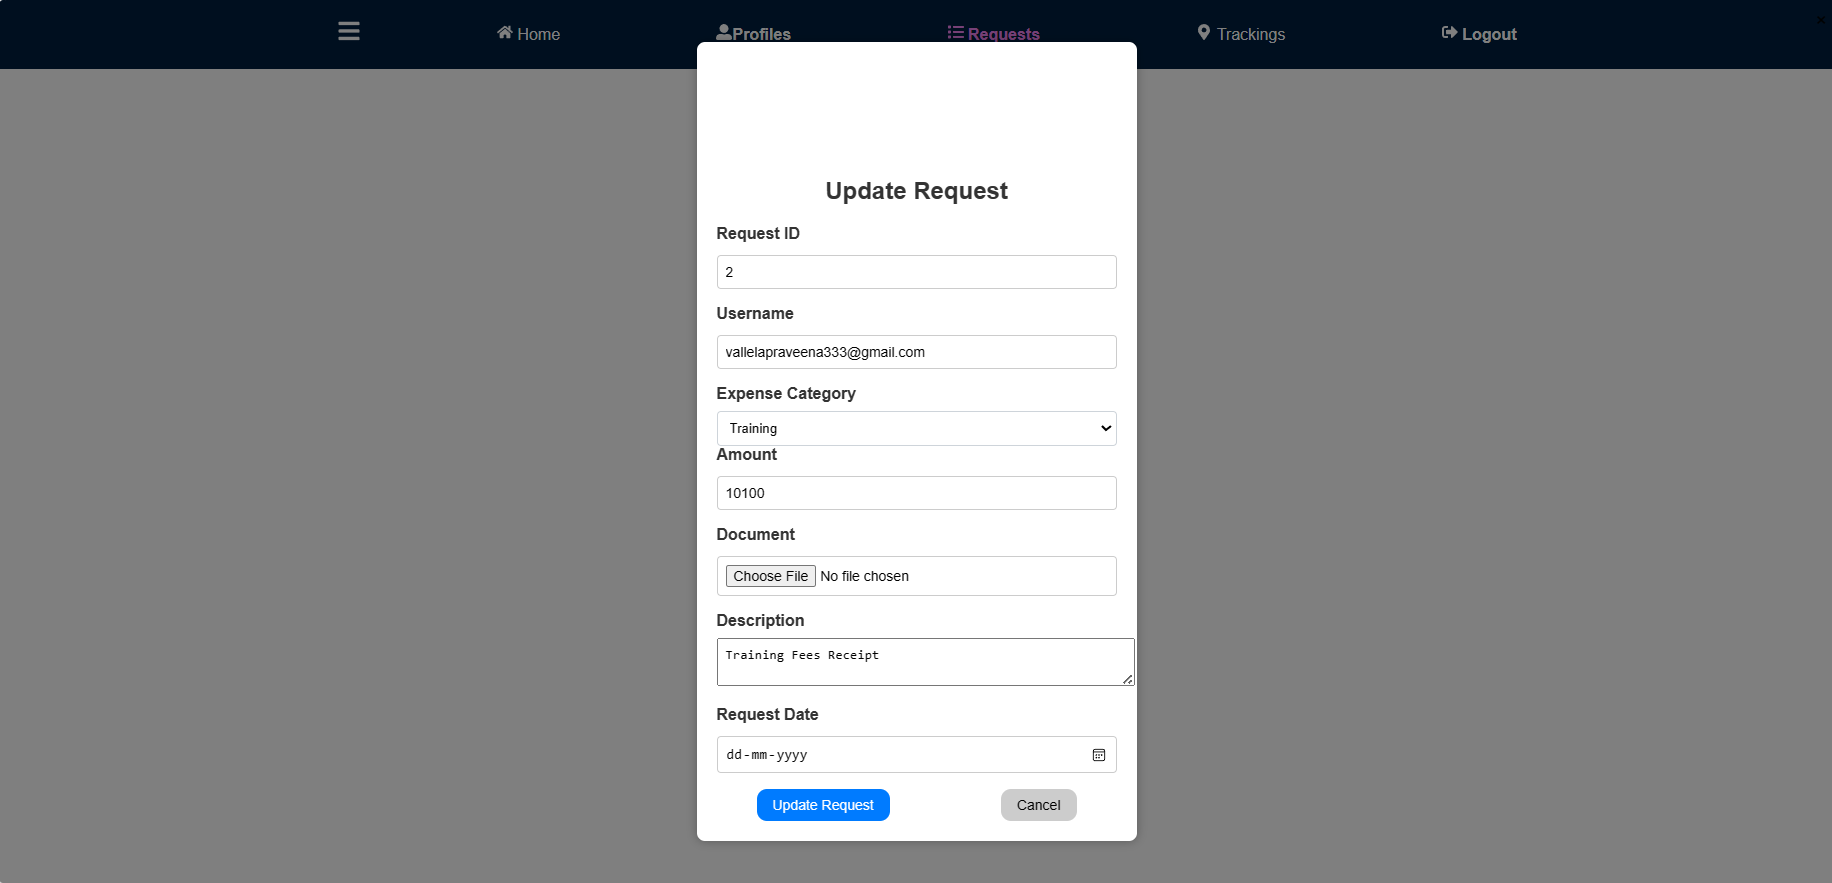 Home
Profiles
Requests
Trackings
Logout
×
Update Request
Request ID
2
Username
vallelapraveena333@gmail.com
Expense Category
Training
Amount
10100
Document
Choose File No file chosen
Description
Training Fees Receipt
Request Date
dd-mm-yyyy
Update Request
Cancel